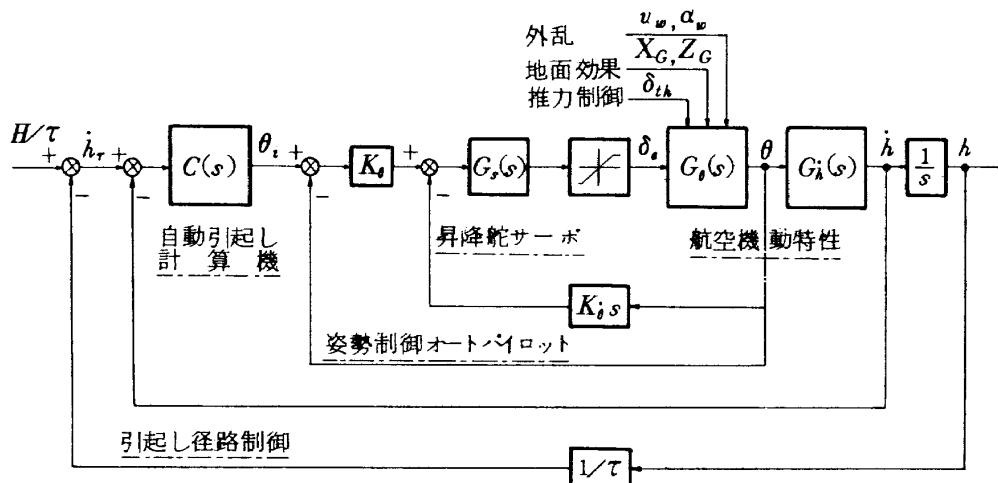 外乱 u_w, α_w
地面効果 X_G, Z_G
推力制御 δ_th
H/τ + − ḣ_r + − C(s) θ_i + − K_θ + − G_s(s) δ_e G_θ(s) θ G_ḣ(s) ḣ 1/s h
自動引起し
計算機
昇降舵サーボ
航空機動特性
K_θ̇ s
姿勢制御オートパイロット
引起し径路制御
1/τ